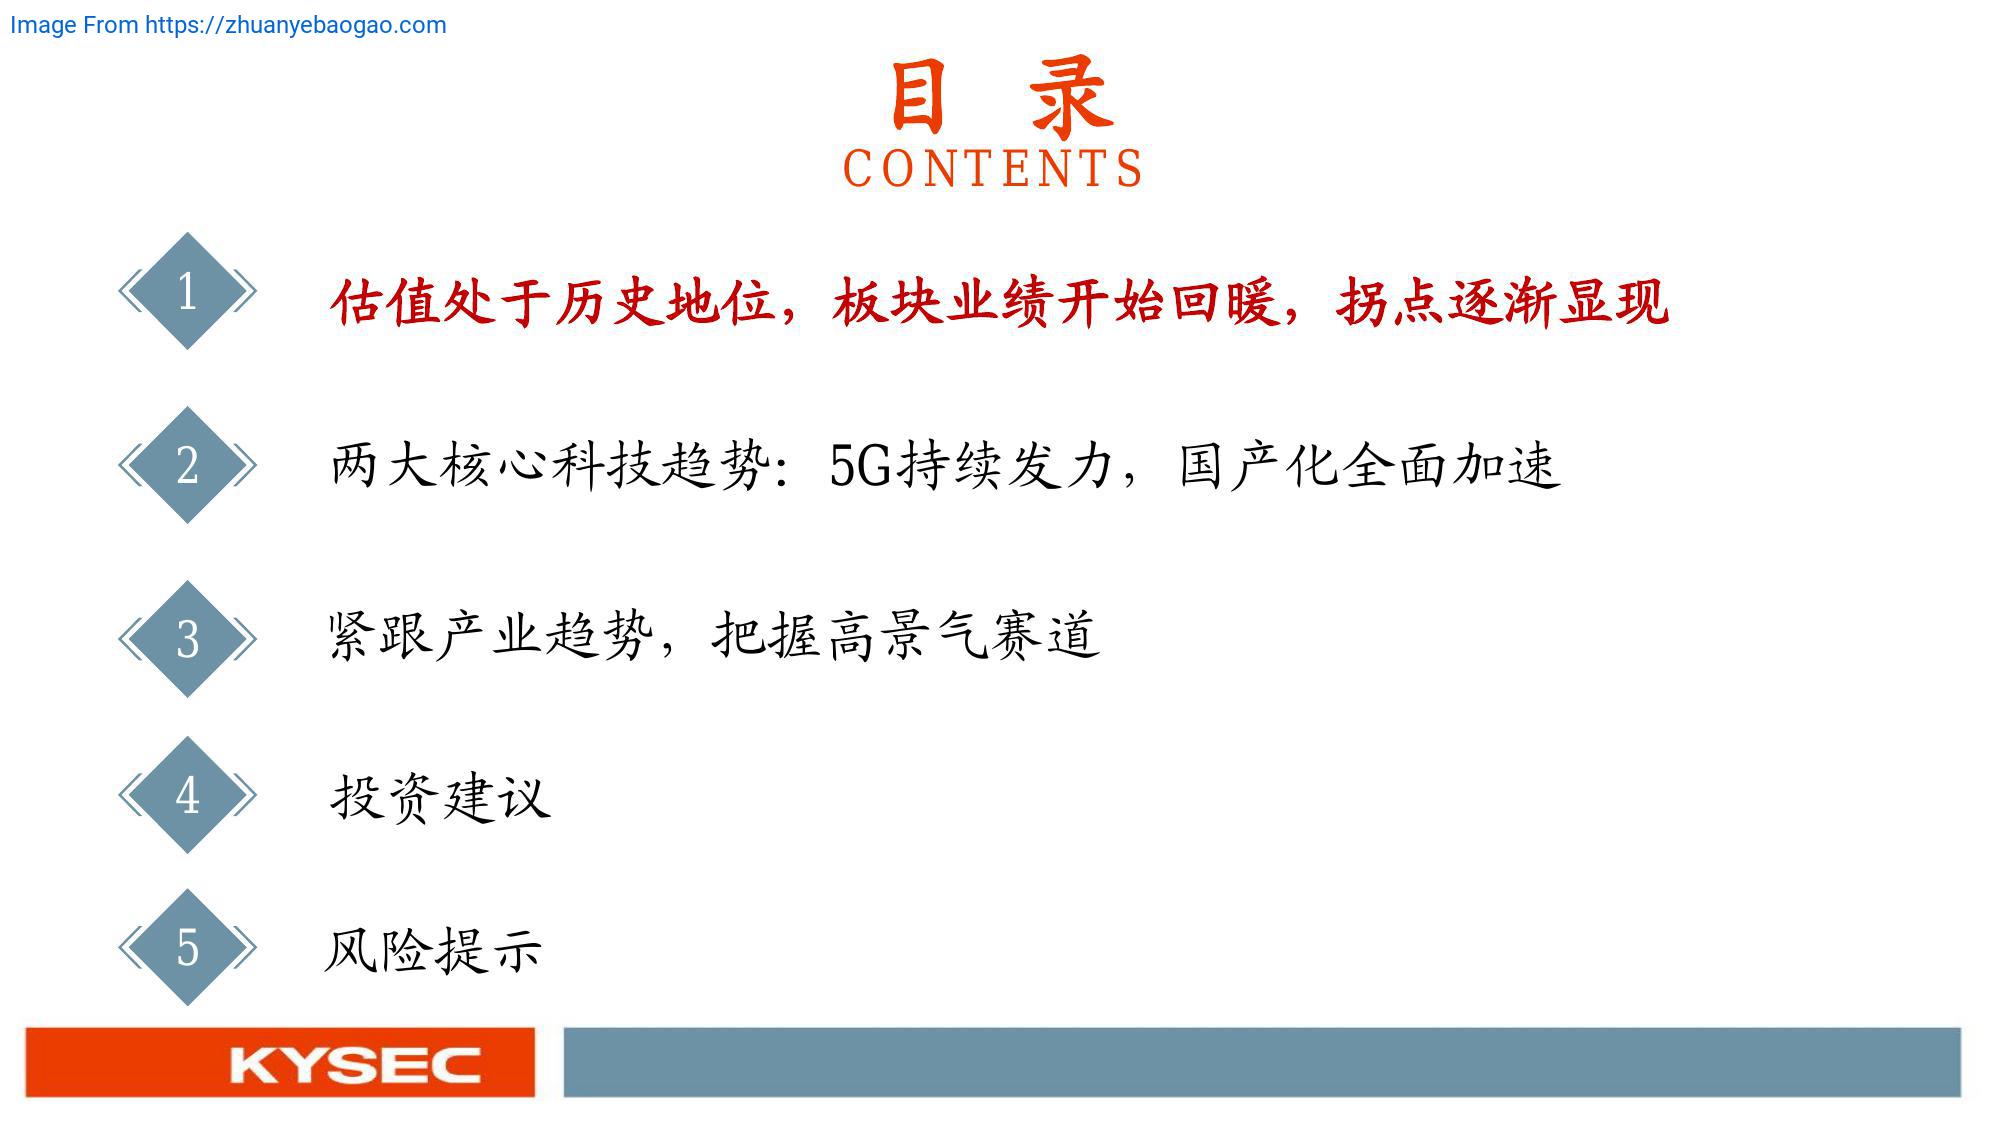 Image From https://zhuanyebaogao.com
目 录
CONTENTS
1 估值处于历史地位，板块业绩开始回暖，拐点逐渐显现
2 两大核心科技趋势：5G持续发力，国产化全面加速
3 紧跟产业趋势，把握高景气赛道
4 投资建议
5 风险提示
KYSEC